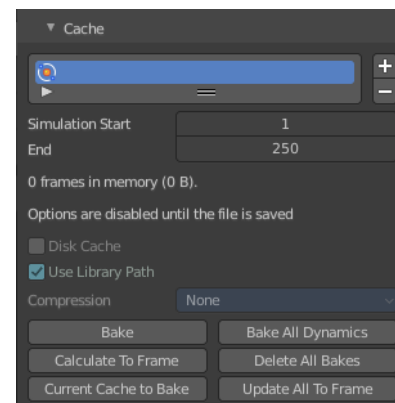 Cache
Simulation Start 1
End 250
0 frames in memory (0 B).
Options are disabled until the file is saved
Disk Cache
Use Library Path
Compression None
Bake Bake All Dynamics
Calculate To Frame Delete All Bakes
Current Cache to Bake Update All To Frame